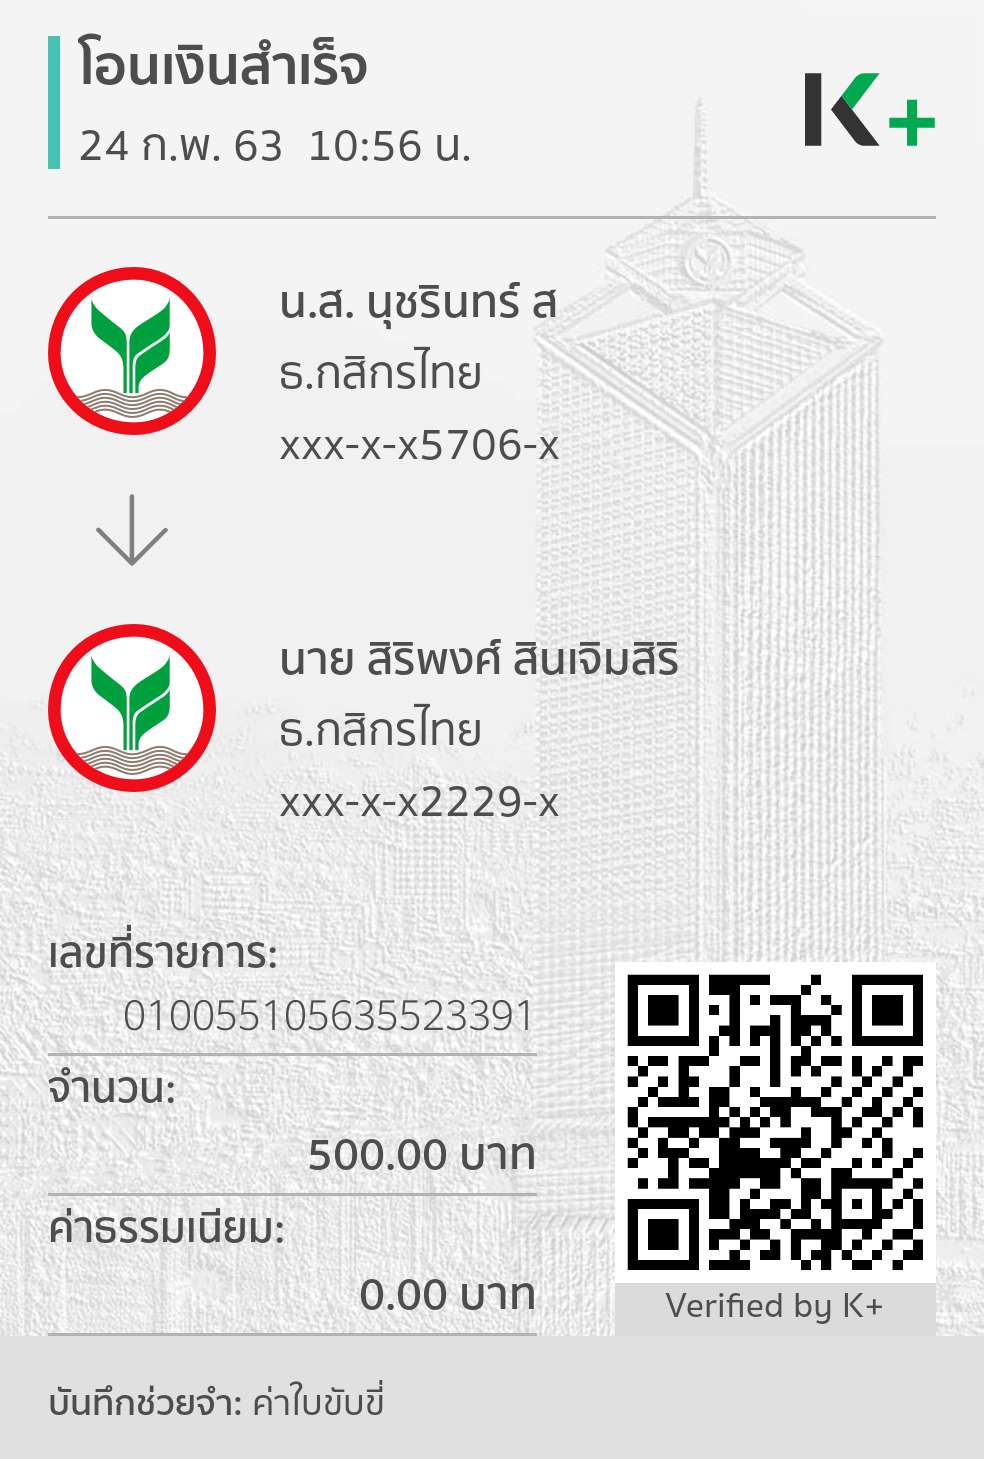 โอนเงินสำเร็จ
24 ก.พ. 63 10:56 น.
K+
น.ส. นุชรินทร์ ส
ธ.กสิกรไทย
xxx-x-x5706-x
นาย สิริพงศ์ สินเจิมสิริ
ธ.กสิกรไทย
xxx-x-x2229-x
เลขที่รายการ:
010055105635523391
จำนวน:
500.00 บาท
ค่าธรรมเนียม:
0.00 บาท
Verified by K+
บันทึกช่วยจำ: ค่าใบขับขี่